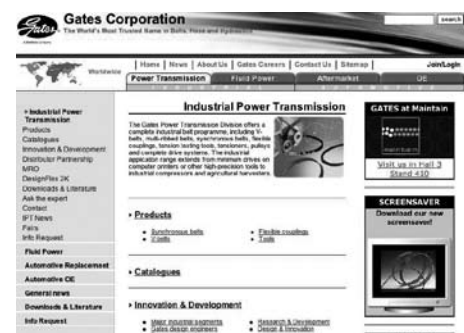 Gates
Gates Corporation
The World's Most Trusted Name in Belts, Hose and Hydraulics
search
Worldwide
| Home | News | About Us | Gates Careers | Contact Us | Sitemap |
Join/Login
Power Transmission
Fluid Power
Aftermarket
OE
Industrial Power Transmission
Products
Catalogues
Innovation & Development
Distributor Partnership
MRO
DesignFlex 2K
Downloads & Literature
Ask the expert
Contact
IPT News
Fairs
Info Request
Fluid Power
Automotive Replacement
Automotive OE
General news
Downloads & Literature
Info Request
Industrial Power Transmission
The Gates Power Transmission Division offers a
complete industrial belt programme, including V-
belts, multi-ribbed belts, synchronous belts, flexible
couplings, tension testing tools, tensioners, pulleys
and complete drive systems. The industrial
application range extends from minimum drives on
computer printers or other high-precision tools to
industrial compressors and agricultural harvesters.
Products
Synchronous belts
V-belts
Flexible couplings
Tools
Catalogues
Innovation & Development
Major industrial segments
Gates design engineers
Research & Development
Design & Innovation
GATES at Maintain
maintain
Visit us in Hall 3
Stand 410
SCREENSAVER
Download our new
screensaver!